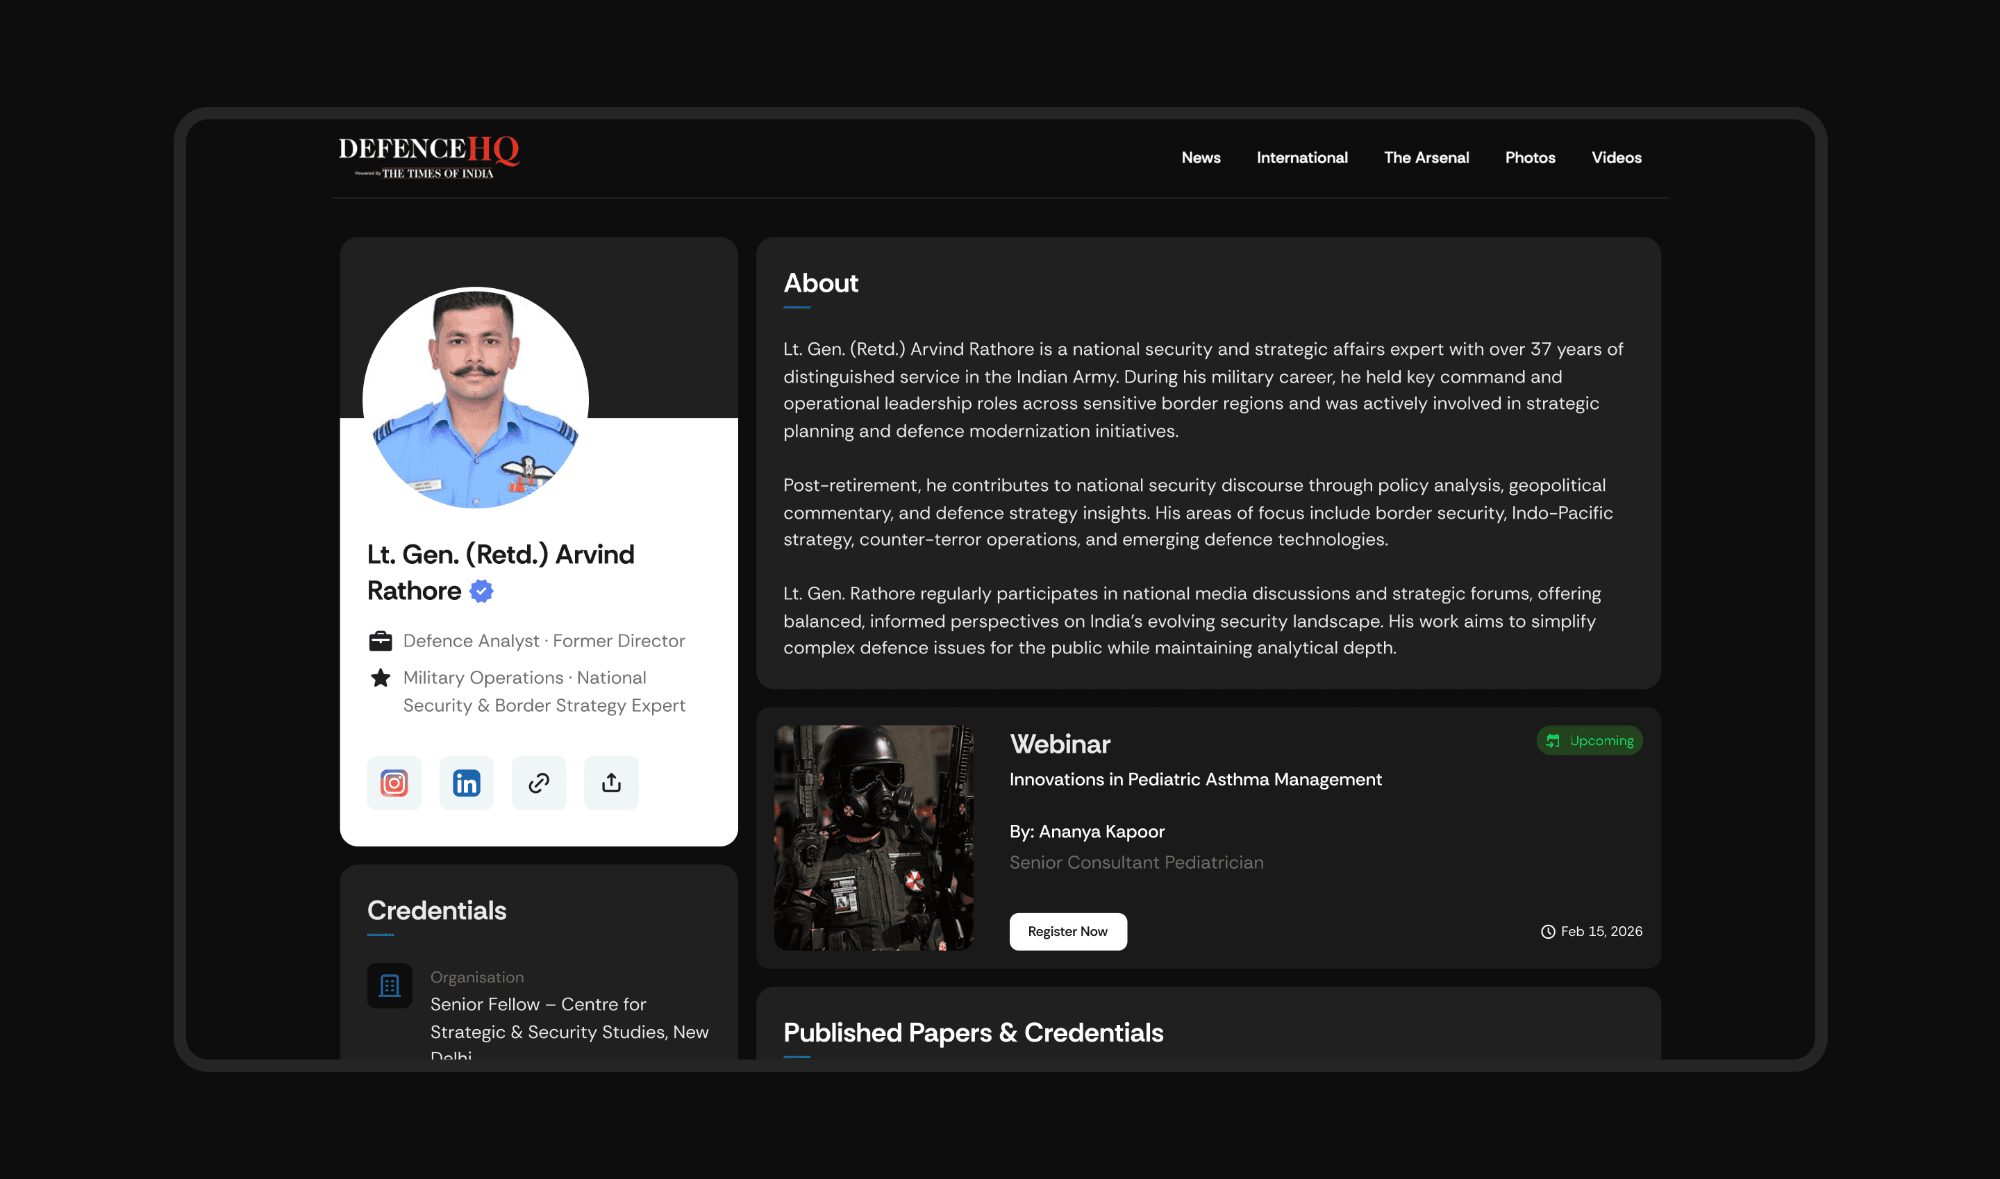 DEFENCEHQ
Powered By THE TIMES OF INDIA
News
International
The Arsenal
Photos
Videos
Lt. Gen. (Retd.) Arvind
Rathore
Defence Analyst · Former Director
Military Operations · National
Security & Border Strategy Expert
Credentials
Organisation
Senior Fellow – Centre for
Strategic & Security Studies, New
Delhi
About
Lt. Gen. (Retd.) Arvind Rathore is a national security and strategic affairs expert with over 37 years of
distinguished service in the Indian Army. During his military career, he held key command and
operational leadership roles across sensitive border regions and was actively involved in strategic
planning and defence modernization initiatives.
Post-retirement, he contributes to national security discourse through policy analysis, geopolitical
commentary, and defence strategy insights. His areas of focus include border security, Indo-Pacific
strategy, counter-terror operations, and emerging defence technologies.
Lt. Gen. Rathore regularly participates in national media discussions and strategic forums, offering
balanced, informed perspectives on India's evolving security landscape. His work aims to simplify
complex defence issues for the public while maintaining analytical depth.
Webinar
Upcoming
Innovations in Pediatric Asthma Management
By: Ananya Kapoor
Senior Consultant Pediatrician
Register Now
Feb 15, 2026
Published Papers & Credentials